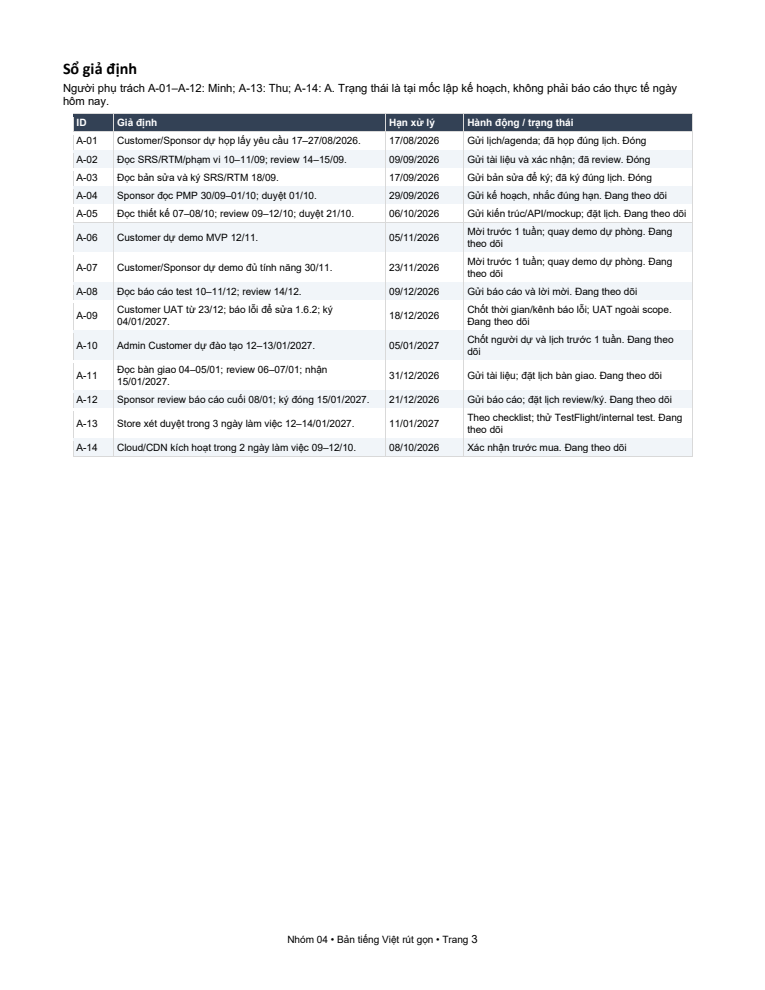 Sổ giả định
Người phụ trách A-01–A-12: Minh; A-13: Thu; A-14: A. Trạng thái là tại mốc lập kế hoạch, không phải báo cáo thực tế ngày
hôm nay.
ID Giả định Hạn xử lý Hành động / trạng thái
A-01 Customer/Sponsor dự họp lấy yêu cầu 17–27/08/2026. 17/08/2026 Gửi lịch/agenda; đã họp đúng lịch. Đóng
A-02 Đọc SRS/RTM/phạm vi 10–11/09; review 14–15/09. 09/09/2026 Gửi tài liệu và xác nhận; đã review. Đóng
A-03 Đọc bản sửa và ký SRS/RTM 18/09. 17/09/2026 Gửi bản sửa để ký; đã ký đúng lịch. Đóng
A-04 Sponsor đọc PMP 30/09–01/10; duyệt 01/10. 29/09/2026 Gửi kế hoạch, nhắc đúng hạn. Đang theo dõi
A-05 Đọc thiết kế 07–08/10; review 09–12/10; duyệt 21/10. 06/10/2026 Gửi kiến trúc/API/mockup; đặt lịch. Đang theo dõi
A-06 Customer dự demo MVP 12/11. 05/11/2026 Mời trước 1 tuần; quay demo dự phòng. Đang
theo dõi
A-07 Customer/Sponsor dự demo đủ tính năng 30/11. 23/11/2026 Mời trước 1 tuần; quay demo dự phòng. Đang
theo dõi
A-08 Đọc báo cáo test 10–11/12; review 14/12. 09/12/2026 Gửi báo cáo và lời mời. Đang theo dõi
A-09 Customer UAT từ 23/12; báo lỗi để sửa 1.6.2; ký
04/01/2027. 18/12/2026 Chốt thời gian/kênh báo lỗi; UAT ngoài scope.
Đang theo dõi
A-10 Admin Customer dự đào tạo 12–13/01/2027. 05/01/2027 Chốt người dự và lịch trước 1 tuần. Đang theo
dõi
A-11 Đọc bàn giao 04–05/01; review 06–07/01; nhận
15/01/2027. 31/12/2026 Gửi tài liệu; đặt lịch bàn giao. Đang theo dõi
A-12 Sponsor review báo cáo cuối 08/01; ký đóng 15/01/2027. 21/12/2026 Gửi báo cáo; đặt lịch review/ký. Đang theo dõi
A-13 Store xét duyệt trong 3 ngày làm việc 12–14/01/2027. 11/01/2027 Theo checklist; thử TestFlight/internal test. Đang
theo dõi
A-14 Cloud/CDN kích hoạt trong 2 ngày làm việc 09–12/10. 08/10/2026 Xác nhận trước mua. Đang theo dõi
Nhóm 04 • Bản tiếng Việt rút gọn • Trang 3